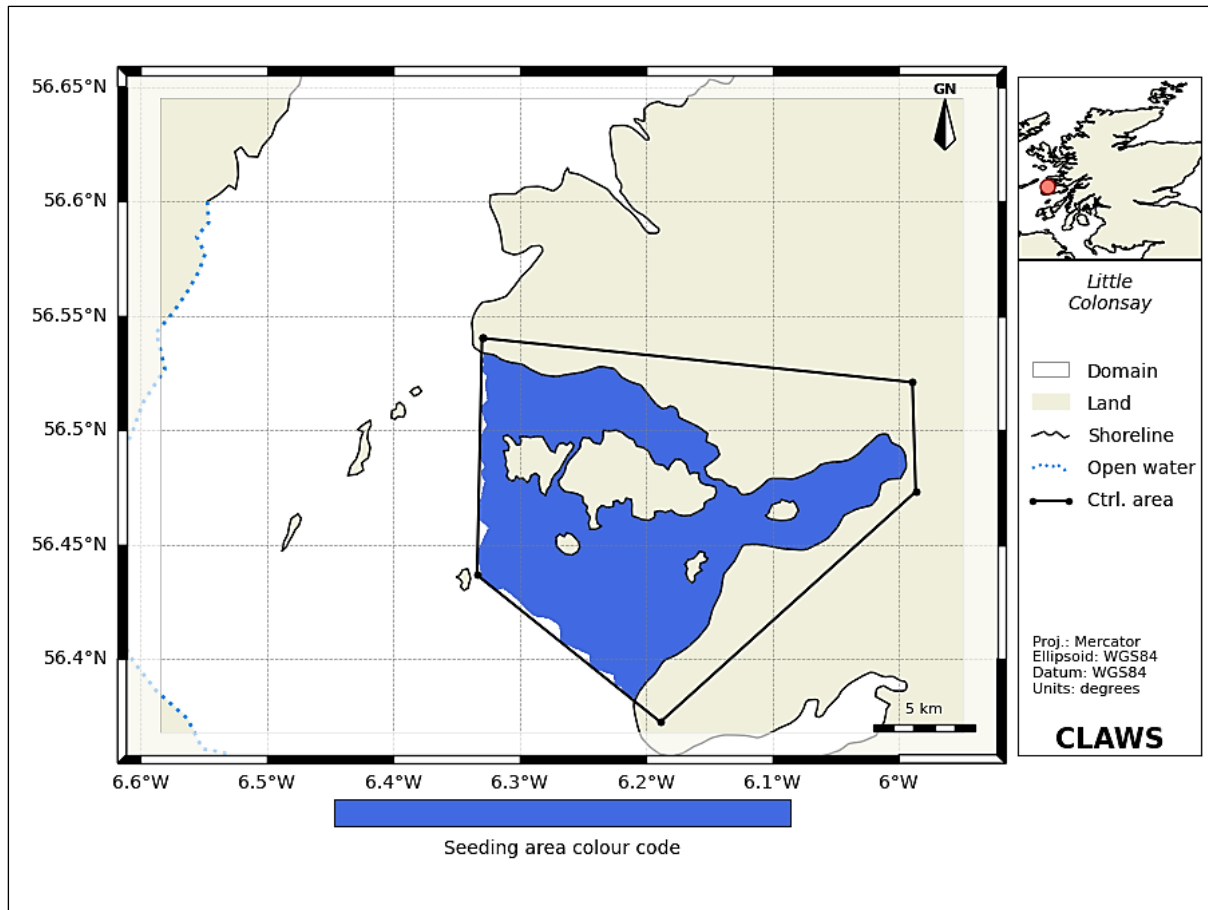 56.65°N
56.6°N
56.55°N
56.5°N
56.45°N
56.4°N
6.6°W
6.5°W
6.4°W
6.3°W
6.2°W
6.1°W
6°W
GN
5 km
Little
Colonsay
Domain
Land
Shoreline
Open water
Ctrl. area
Proj.: Mercator
Ellipsoid: WGS84
Datum: WGS84
Units: degrees
CLAWS
Seeding area colour code